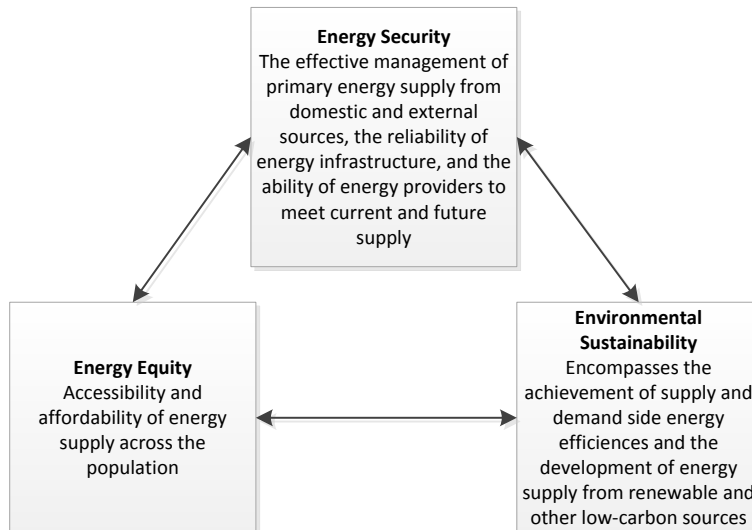 Energy Security
The effective management of
primary energy supply from
domestic and external
sources, the reliability of
energy infrastructure, and the
ability of energy providers to
meet current and future
supply
Energy Equity
Accessibility and
affordability of energy
supply across the
population
Environmental
Sustainability
Encompasses the
achievement of supply and
demand side energy
efficiences and the
development of energy
supply from renewable and
other low-carbon sources